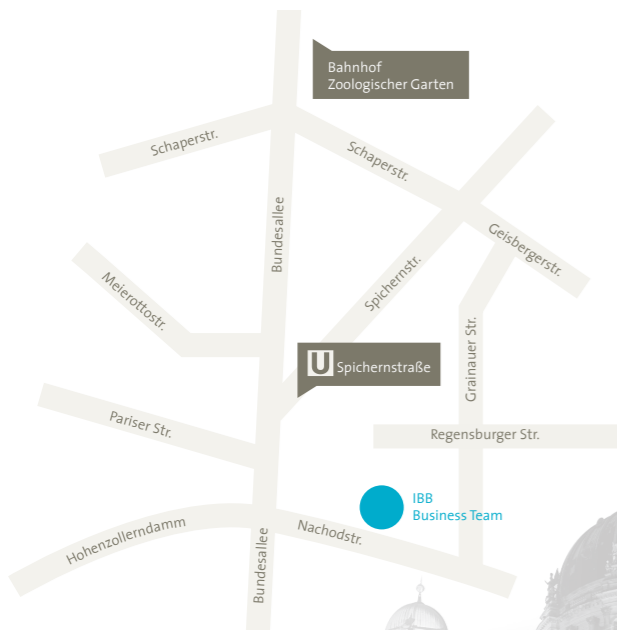 Bahnhof
Zoologischer Garten
Schaperstr.
Schaperstr.
Bundesallee
Geisbergerstr.
Spichernstr.
Meierottostr.
Grainauer Str.
U Spichernstraße
Pariser Str.
Regensburger Str.
IBB
Business Team
Hohenzollerndamm
Nachodstr.
Bundesallee